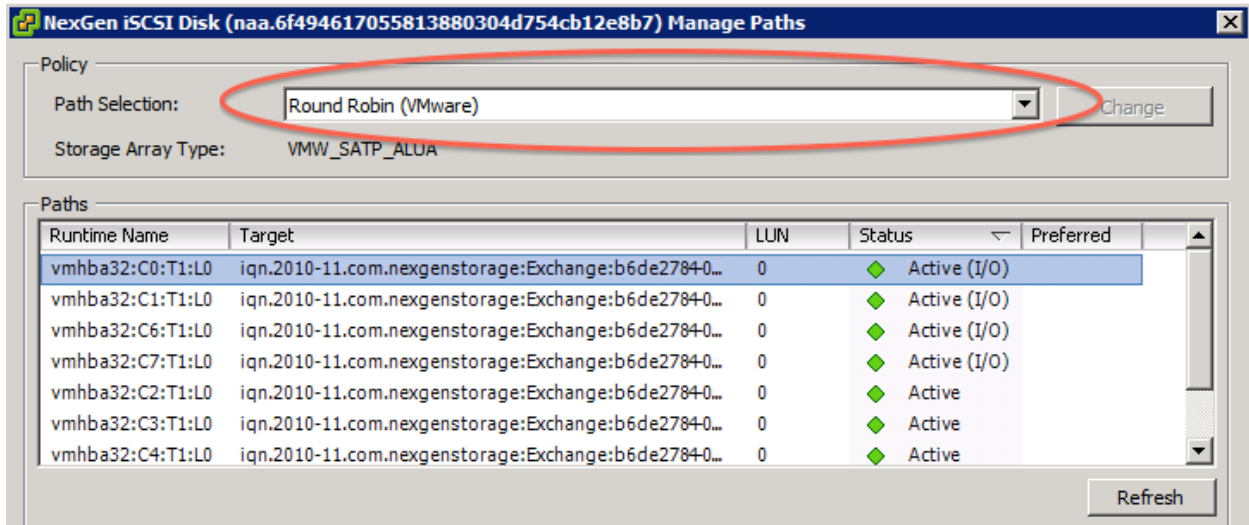 NexGen iSCSI Disk (naa.6f494617055813880304d754cb12e8b7) Manage Paths
Policy
Path Selection: Round Robin (VMware) Change
Storage Array Type: VMW_SATP_ALUA
Paths
Runtime Name Target LUN Status Preferred
vmhba32:C0:T1:L0 iqn.2010-11.com.nexgenstorage:Exchange:b6de2784-0... 0 Active (I/O)
vmhba32:C1:T1:L0 iqn.2010-11.com.nexgenstorage:Exchange:b6de2784-0... 0 Active (I/O)
vmhba32:C6:T1:L0 iqn.2010-11.com.nexgenstorage:Exchange:b6de2784-0... 0 Active (I/O)
vmhba32:C7:T1:L0 iqn.2010-11.com.nexgenstorage:Exchange:b6de2784-0... 0 Active (I/O)
vmhba32:C2:T1:L0 iqn.2010-11.com.nexgenstorage:Exchange:b6de2784-0... 0 Active
vmhba32:C3:T1:L0 iqn.2010-11.com.nexgenstorage:Exchange:b6de2784-0... 0 Active
vmhba32:C4:T1:L0 iqn.2010-11.com.nexgenstorage:Exchange:b6de2784-0... 0 Active
Refresh